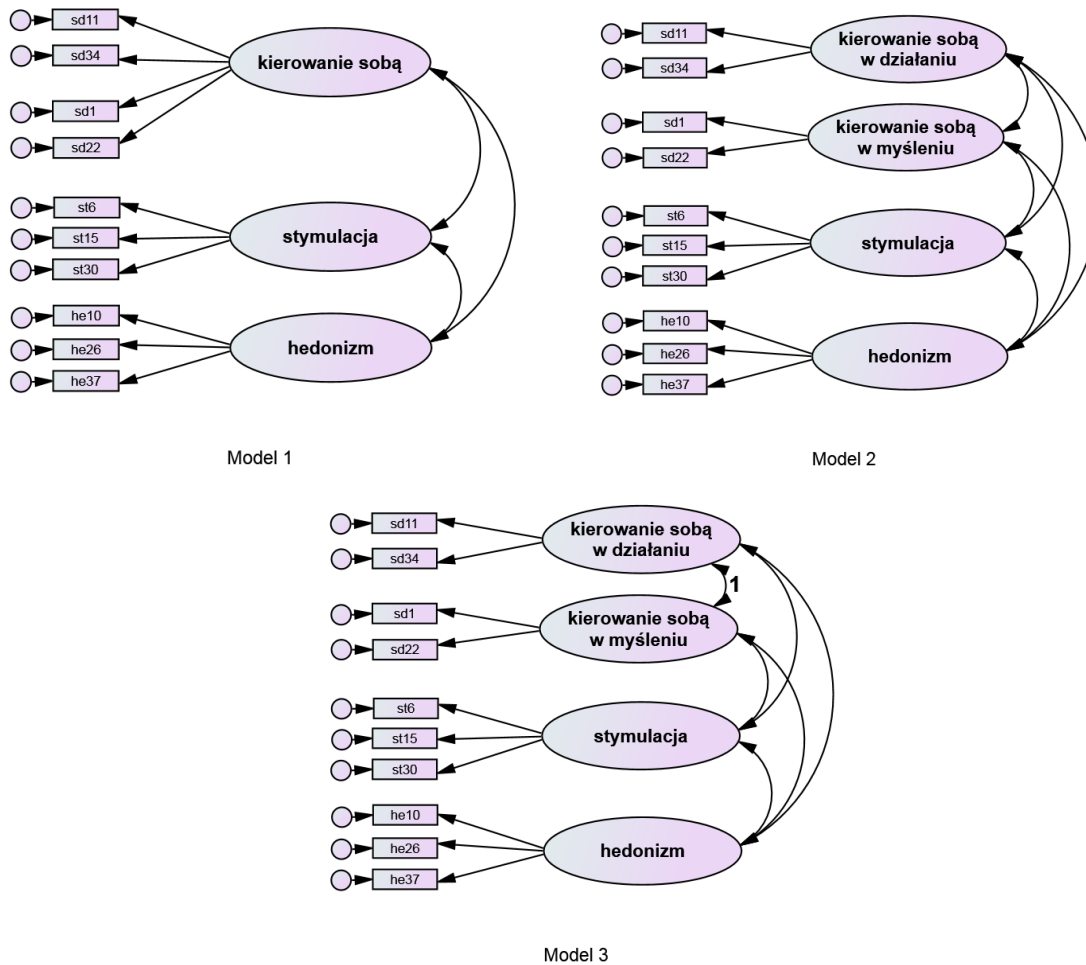 sd11
sd34
sd1
sd22
kierowanie sobą
st6
st15
st30
stymulacja
he10
he26
he37
hedonizm
Model 1
sd11
sd34
kierowanie sobą
w działaniu
sd1
sd22
kierowanie sobą
w myśleniu
st6
st15
st30
stymulacja
he10
he26
he37
hedonizm
Model 2
sd11
sd34
kierowanie sobą
w działaniu
1
sd1
sd22
kierowanie sobą
w myśleniu
st6
st15
st30
stymulacja
he10
he26
he37
hedonizm
Model 3